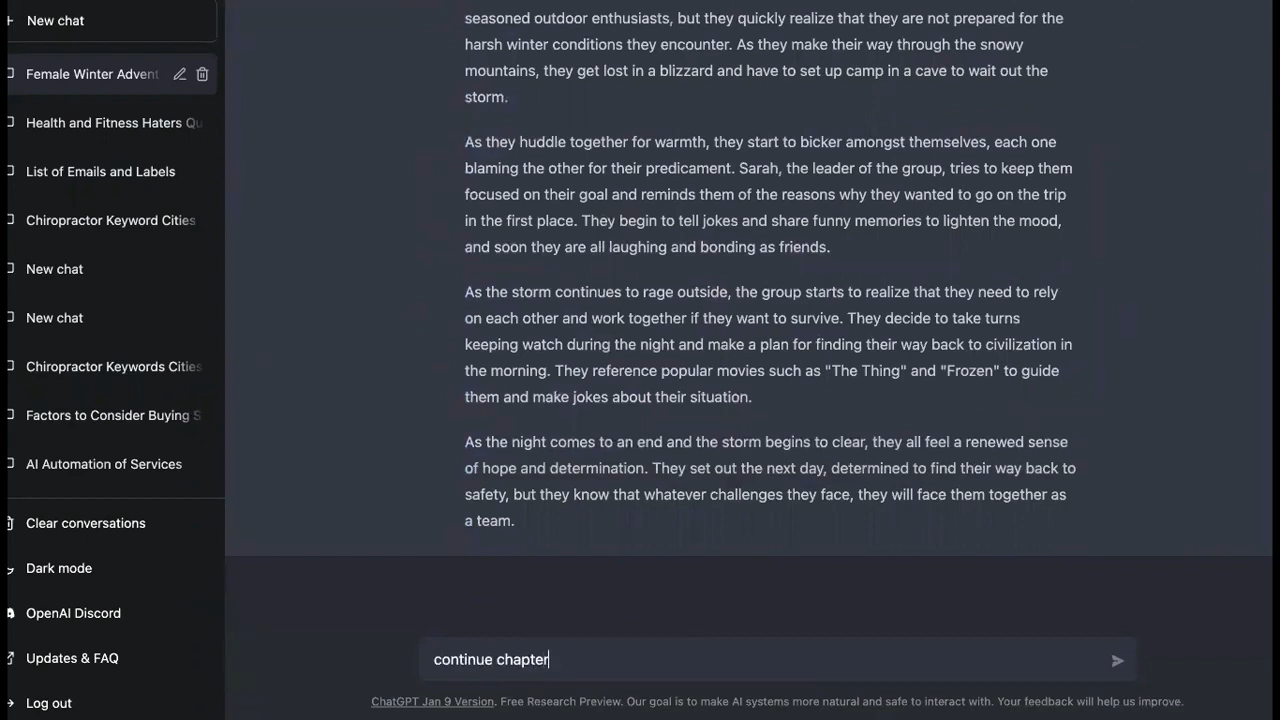 New chat
Female Winter Advent
Health and Fitness Haters Qu
List of Emails and Labels
Chiropractor Keyword Cities
New chat
New chat
Chiropractor Keywords Cities
Factors to Consider Buying S
AI Automation of Services
Clear conversations
Dark mode
OpenAI Discord
Updates & FAQ
Log out
seasoned outdoor enthusiasts, but they quickly realize that they are not prepared for the
harsh winter conditions they encounter. As they make their way through the snowy
mountains, they get lost in a blizzard and have to set up camp in a cave to wait out the
storm.
As they huddle together for warmth, they start to bicker amongst themselves, each one
blaming the other for their predicament. Sarah, the leader of the group, tries to keep them
focused on their goal and reminds them of the reasons why they wanted to go on the trip
in the first place. They begin to tell jokes and share funny memories to lighten the mood,
and soon they are all laughing and bonding as friends.
As the storm continues to rage outside, the group starts to realize that they need to rely
on each other and work together if they want to survive. They decide to take turns
keeping watch during the night and make a plan for finding their way back to civilization in
the morning. They reference popular movies such as "The Thing" and "Frozen" to guide
them and make jokes about their situation.
As the night comes to an end and the storm begins to clear, they all feel a renewed sense
of hope and determination. They set out the next day, determined to find their way back to
safety, but they know that whatever challenges they face, they will face them together as
a team.
continue chapter
ChatGPT Jan 9 Version. Free Research Preview. Our goal is to make AI systems more natural and safe to interact with. Your feedback will help us improve.